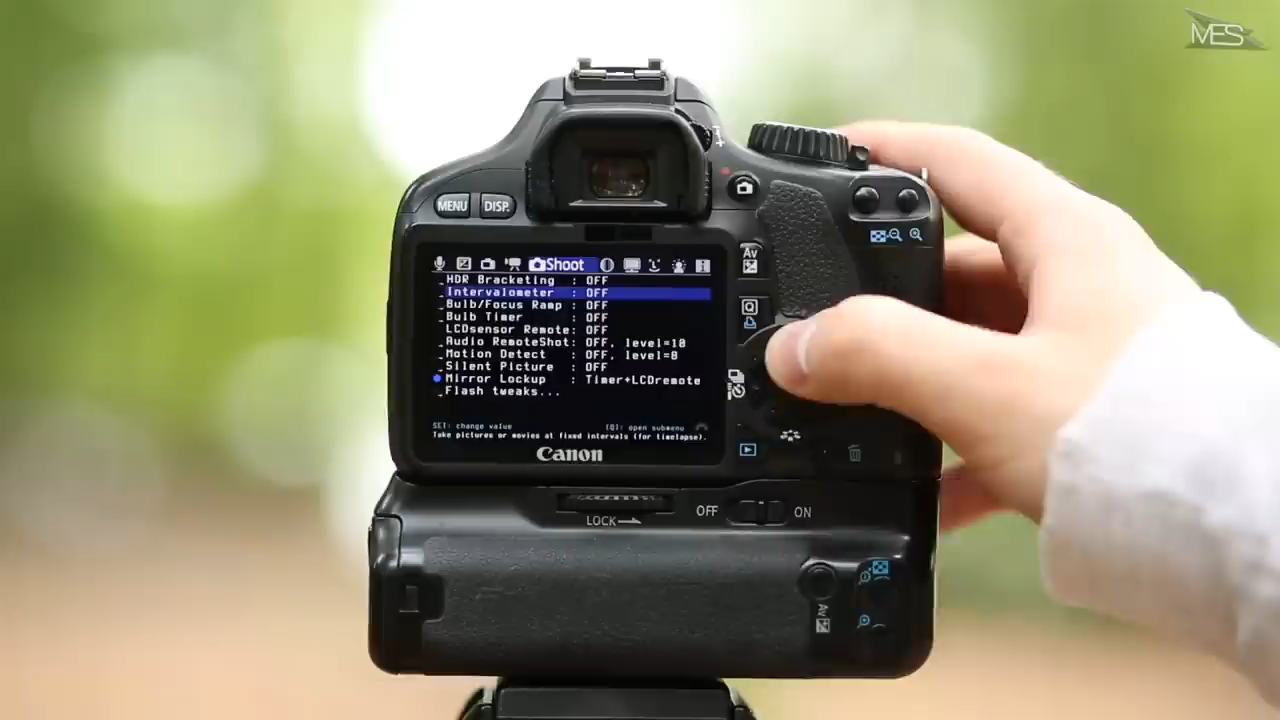 MES
MENU DISP.
Av
Q
Shoot
HDR Bracketing : OFF
Intervalometer : OFF
Bulb/Focus Ramp : OFF
Bulb Timer : OFF
LCDsensor Remote: OFF
Audio RemoteShot: OFF, level=10
Motion Detect : OFF, level=8
Silent Picture : OFF
Mirror Lockup : Timer+LCDremote
Flash tweaks...
SET: change value [Q]: open submenu
Take pictures or movies at fixed intervals (for timelapse).
Canon
LOCK
OFF ON
Av